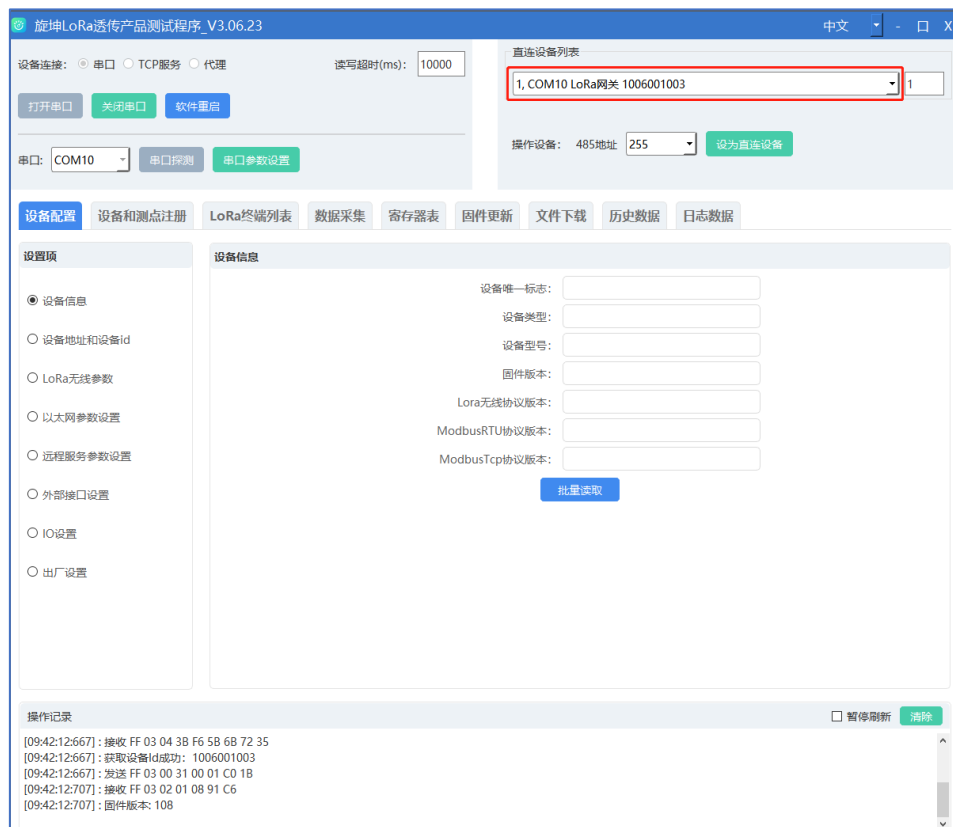 旋坤LoRa透传产品测试程序_V3.06.23 中文 - 口 X
设备连接： 串口 TCP服务 代理 读写超时(ms)： 10000
打开串口 关闭串口 软件重启
串口: COM10 串口探测 串口参数设置
直连设备列表
1, COM10 LoRa网关 1006001003 1
操作设备： 485地址 255 设为直连设备
设备配置 设备和测点注册 LoRa终端列表 数据采集 寄存器表 固件更新 文件下载 历史数据 日志数据
设置项
设备信息
设备地址和设备id
LoRa无线参数
以太网参数设置
远程服务参数设置
外部接口设置
IO设置
出厂设置
设备信息
设备唯一标志：
设备类型：
设备型号：
固件版本：
Lora无线协议版本：
ModbusRTU协议版本：
ModbusTcp协议版本：
批量读取
操作记录 暂停刷新 清除
[09:42:12:667] : 接收 FF 03 04 3B F6 5B 6B 72 35
[09:42:12:667] : 获取设备Id成功：1006001003
[09:42:12:667] : 发送 FF 03 00 31 00 01 C0 1B
[09:42:12:707] : 接收 FF 03 02 01 08 91 C6
[09:42:12:707] : 固件版本: 108